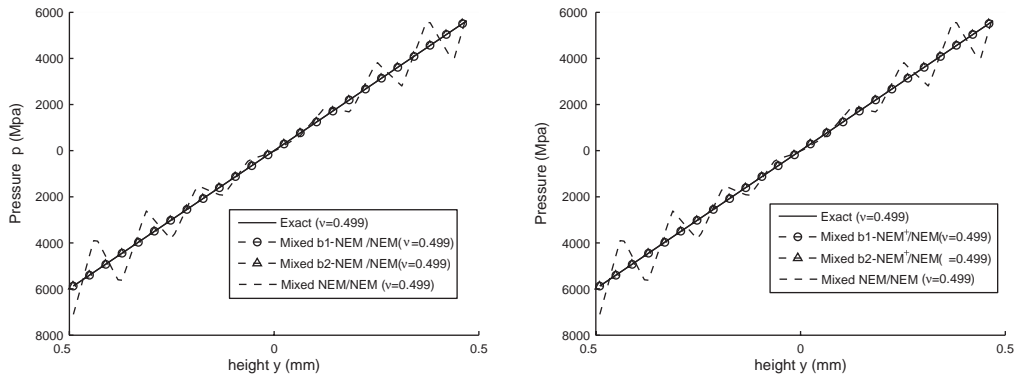 6000
4000
2000
0
2000
4000
6000
8000
Pressure p (Mpa)
0.5
0
0.5
height y (mm)
Exact (ν=0.499)
Mixed b1-NEM /NEM(ν=0.499)
Mixed b2-NEM /NEM(ν=0.499)
Mixed NEM/NEM (ν=0.499)
6000
4000
2000
0
2000
4000
6000
8000
Pressure (Mpa)
0.5
0
0.5
height y (mm)
Exact (ν=0.499)
Mixed b1-NEM⁺/NEM(ν=0.499)
Mixed b2-NEM⁺/NEM( =0.499)
Mixed NEM/NEM (ν=0.499)